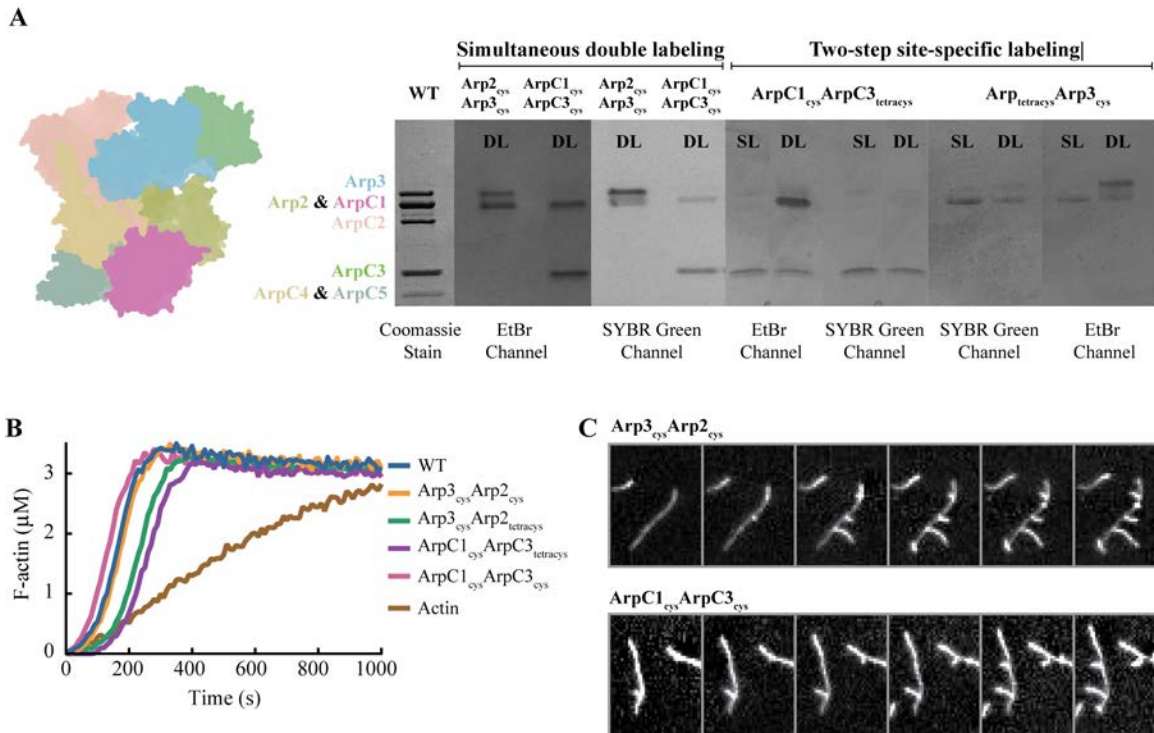 A
Simultaneous double labeling
Two-step site-specific labeling|
WT
Arp2cys
Arp3cys
ArpC1cys
ArpC3cys
Arp2cys
Arp3cys
ArpC1cys
ArpC3cys
ArpC1cysArpC3tetracys
ArptetracysArp3cys
DL DL DL DL SL DL SL DL SL DL SL DL
Arp3
Arp2 & ArpC1
ArpC2
ArpC3
ArpC4 & ArpC5
Coomassie
Stain
EtBr
Channel
SYBR Green
Channel
EtBr
Channel
SYBR Green
Channel
SYBR Green
Channel
EtBr
Channel
B
F-actin (µM)
3
2
1
0
0 200 400 600 800 1000
Time (s)
WT
Arp3cysArp2cys
Arp3cysArp2tetracys
ArpC1cysArpC3tetracys
ArpC1cysArpC3cys
Actin
C
Arp3cysArp2cys
ArpC1cysArpC3cys